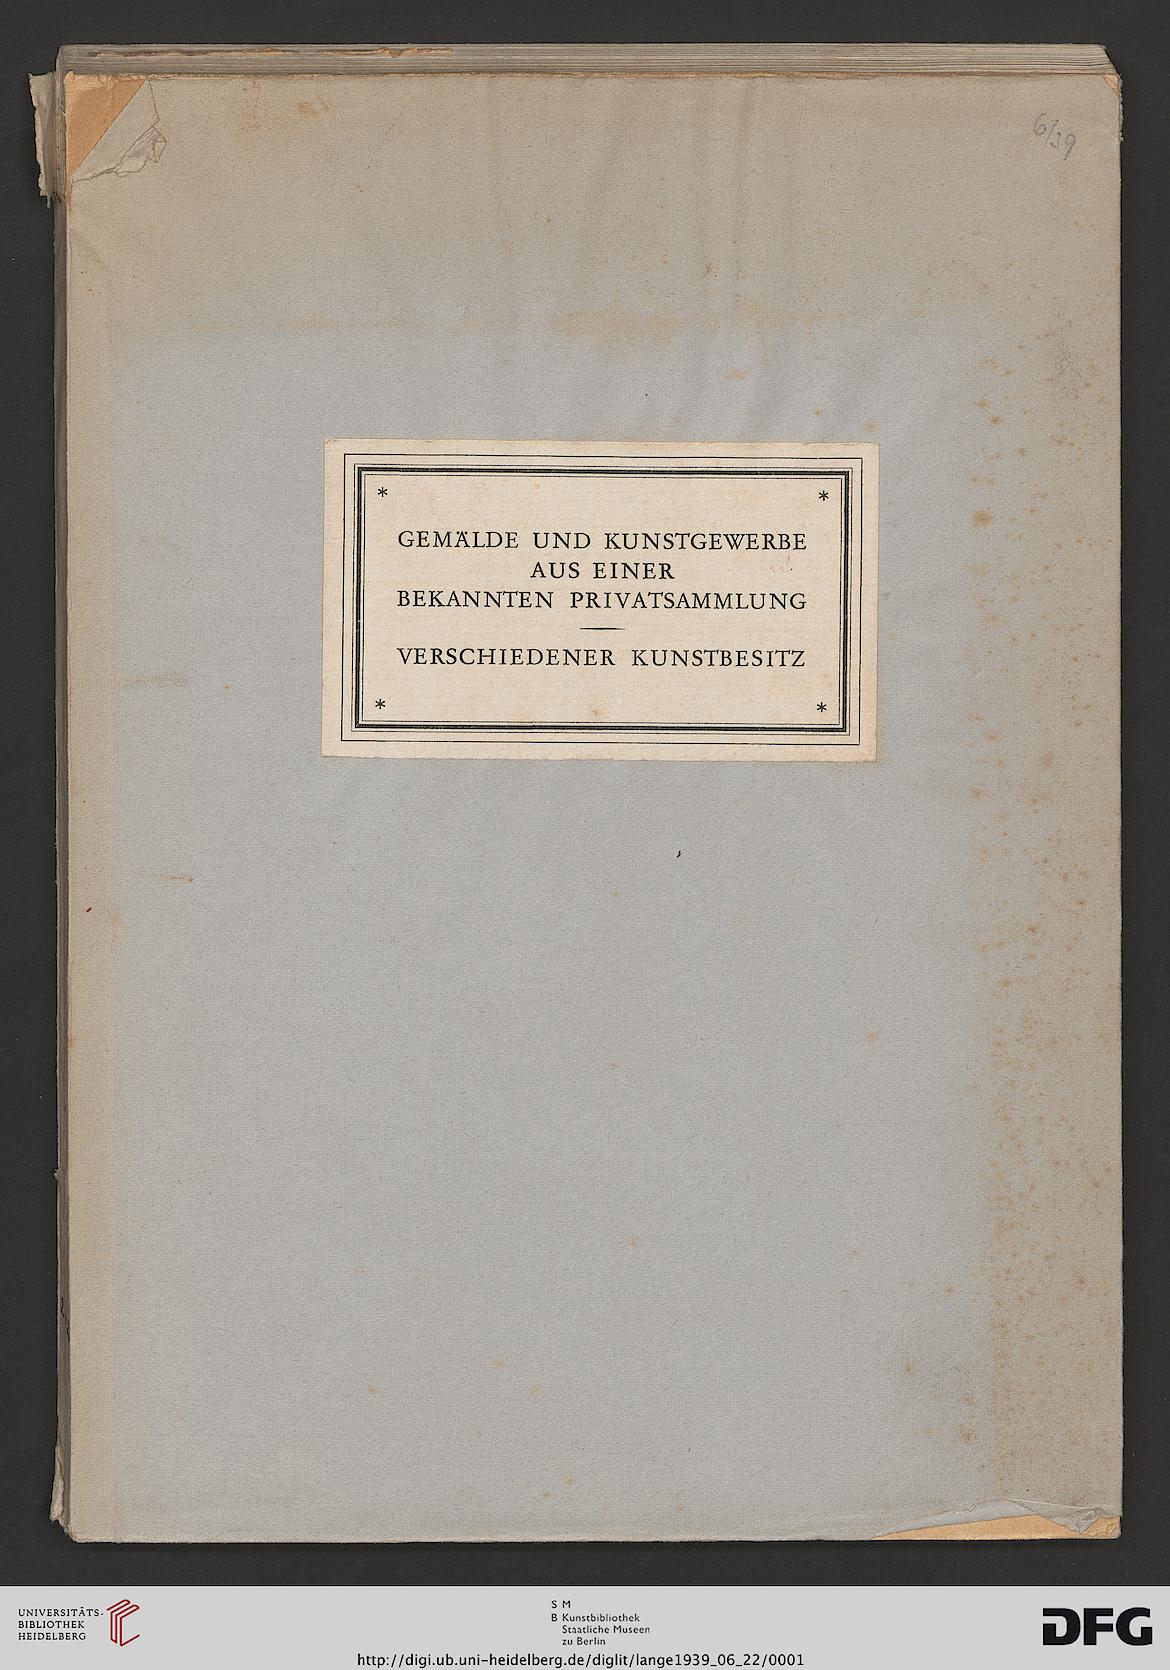 6/39
*
*
GEMÄLDE UND KUNSTGEWERBE
AUS EINER
BEKANNTEN PRIVATSAMMLUNG
VERSCHIEDENER KUNSTBESITZ
*
*
UNIVERSITÄTS-
BIBLIOTHEK
HEIDELBERG
S M
B Kunstbibliothek
Staatliche Museen
zu Berlin
DFG
http://digi.ub.uni-heidelberg.de/diglit/lange1939_06_22/0001